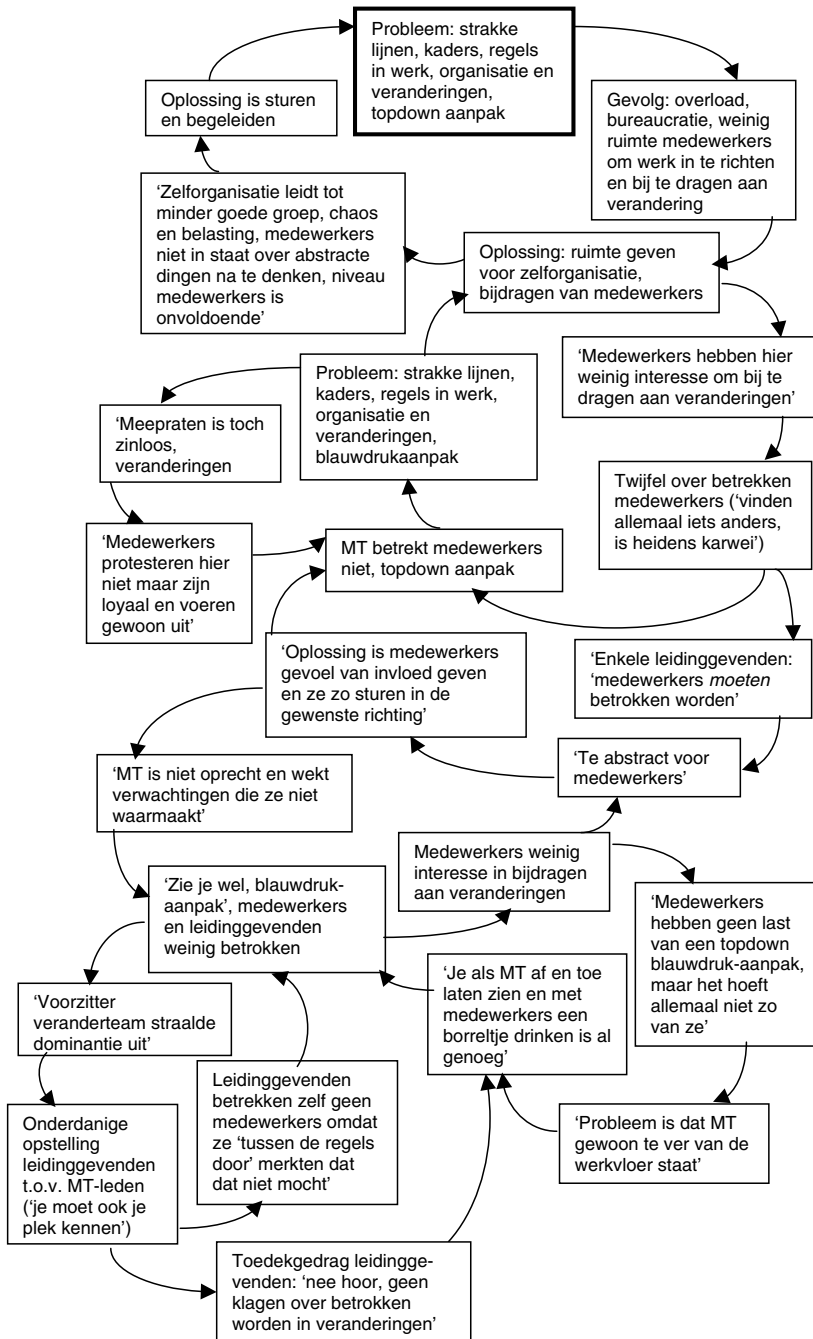 Probleem: strakke
lijnen, kaders, regels
in werk, organisatie en
veranderingen,
topdown aanpak
Oplossing is sturen
en begeleiden
Gevolg: overload,
bureaucratie, weinig
ruimte medewerkers
om werk in te richten
en bij te dragen aan
verandering
‘Zelforganisatie leidt tot
minder goede groep, chaos
en belasting, medewerkers
niet in staat over abstracte
dingen na te denken, niveau
medewerkers is
onvoldoende’
Oplossing: ruimte geven
voor zelforganisatie,
bijdragen van medewerkers
‘Medewerkers hebben hier
weinig interesse om bij te
dragen aan veranderingen’
Probleem: strakke lijnen,
kaders, regels in werk,
organisatie en
veranderingen,
blauwdrukaanpak
‘Meepraten is toch
zinloos,
veranderingen
Twijfel over betrekken
medewerkers (‘vinden
allemaal iets anders,
is heidens karwei’)
‘Medewerkers
protesteren hier
niet maar zijn
loyaal en voeren
gewoon uit’
MT betrekt medewerkers
niet, topdown aanpak
‘Oplossing is medewerkers
gevoel van invloed geven
en ze zo sturen in de
gewenste richting’
‘Enkele leidinggevenden:
‘medewerkers moeten
betrokken worden’
‘Te abstract voor
medewerkers’
‘MT is niet oprecht en wekt
verwachtingen die ze niet
waarmaakt’
Medewerkers weinig
interesse in bijdragen
aan veranderingen
‘Zie je wel, blauwdruk-
aanpak’, medewerkers
en leidinggevenden
weinig betrokken
‘Medewerkers
hebben geen last
van een topdown
blauwdruk-aanpak,
maar het hoeft
allemaal niet zo
van ze’
‘Je als MT af en toe
laten zien en met
medewerkers een
borreltje drinken is al
genoeg’
‘Voorzitter
veranderteam straalde
dominantie uit’
Leidinggevenden
betrekken zelf geen
medewerkers omdat
ze ‘tussen de regels
door’ merkten dat
dat niet mocht’
Onderdanige
opstelling
leidinggevenden
t.o.v. MT-leden
(‘je moet ook je
plek kennen’)
‘Probleem is dat MT
gewoon te ver van de
werkvloer staat’
Toedekgedrag leidingge-
venden: ‘nee hoor, geen
klagen over betrokken
worden in veranderingen’